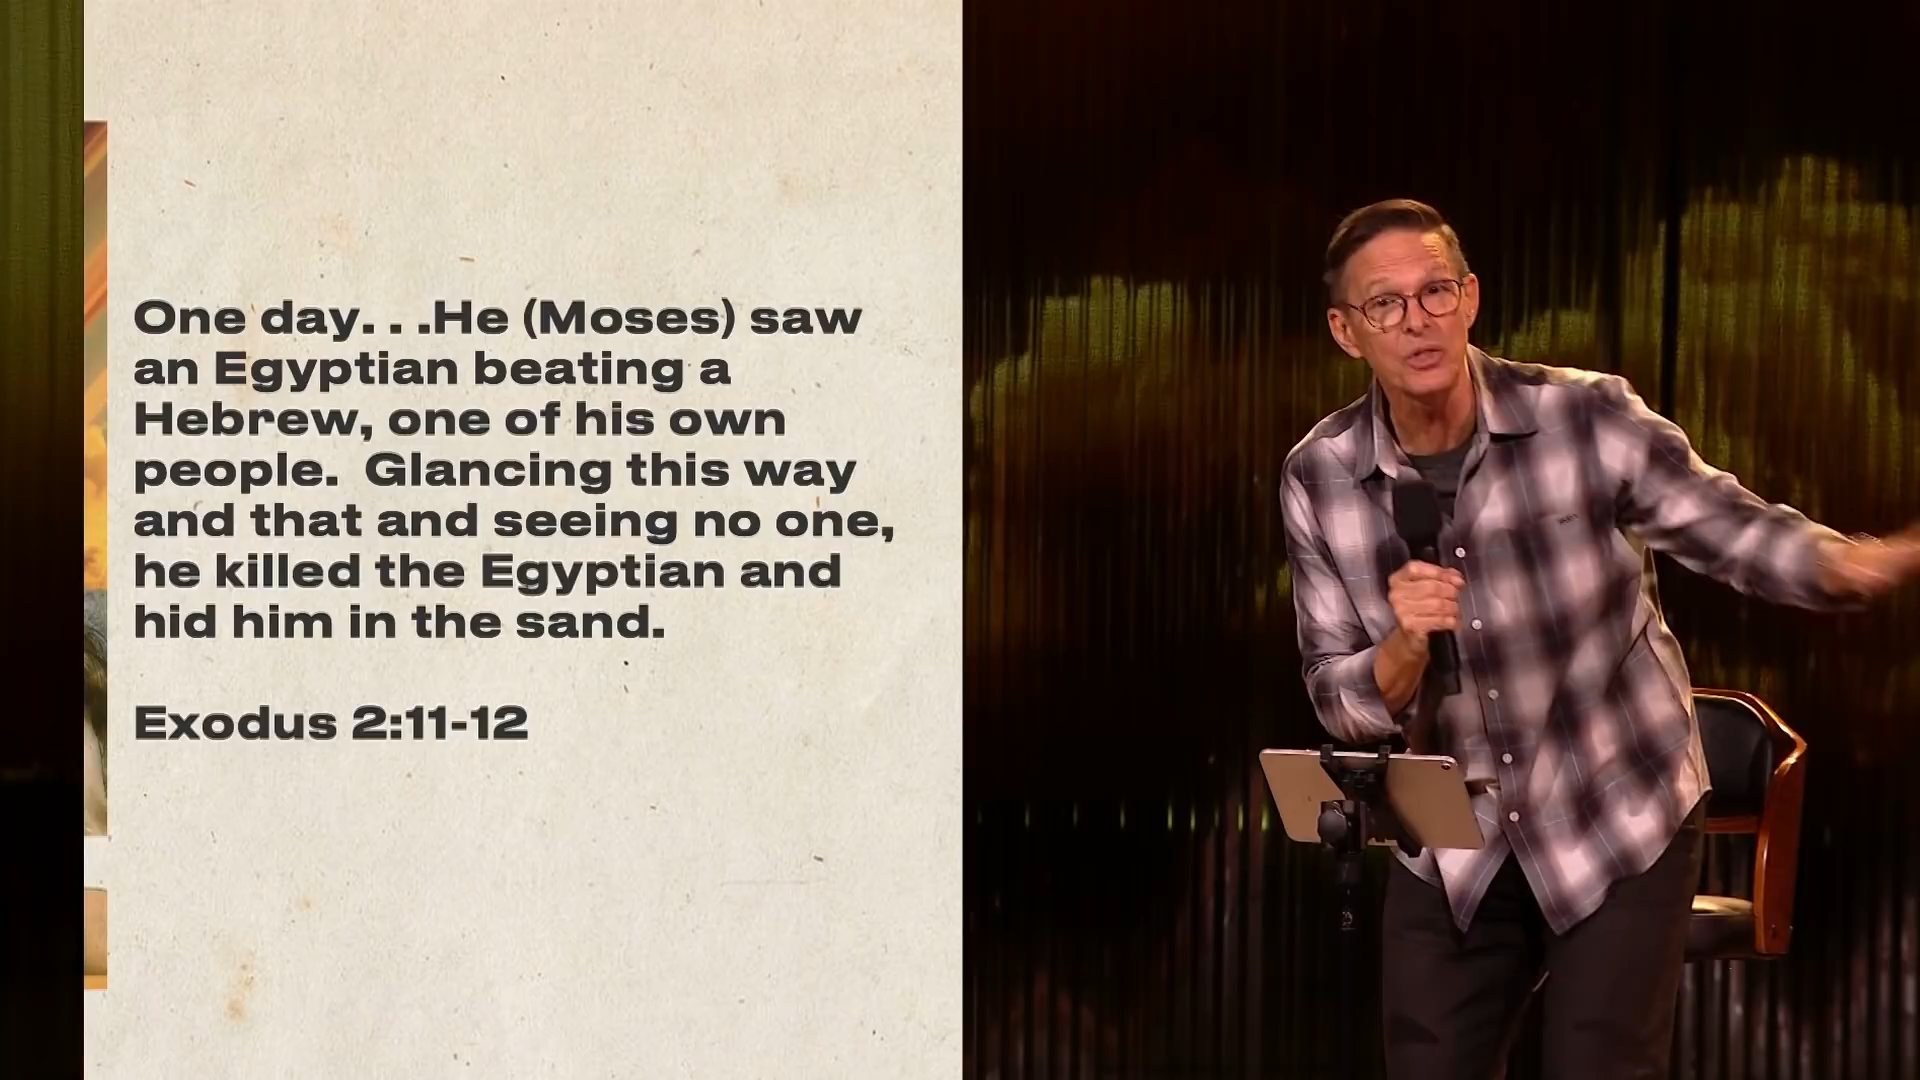 One day. . .He (Moses) saw
an Egyptian beating a
Hebrew, one of his own
people.  Glancing this way
and that and seeing no one,
he killed the Egyptian and
hid him in the sand.
Exodus 2:11-12